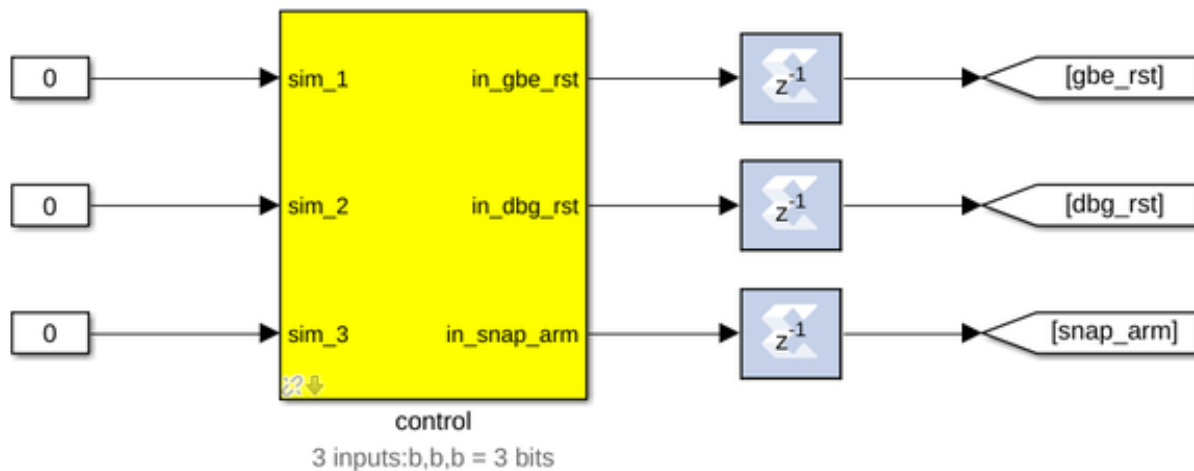 0 sim_1 in_gbe_rst z-1 [gbe_rst]
0 sim_2 in_dbg_rst z-1 [dbg_rst]
0 sim_3 in_snap_arm z-1 [snap_arm]
control
3 inputs:b,b,b = 3 bits